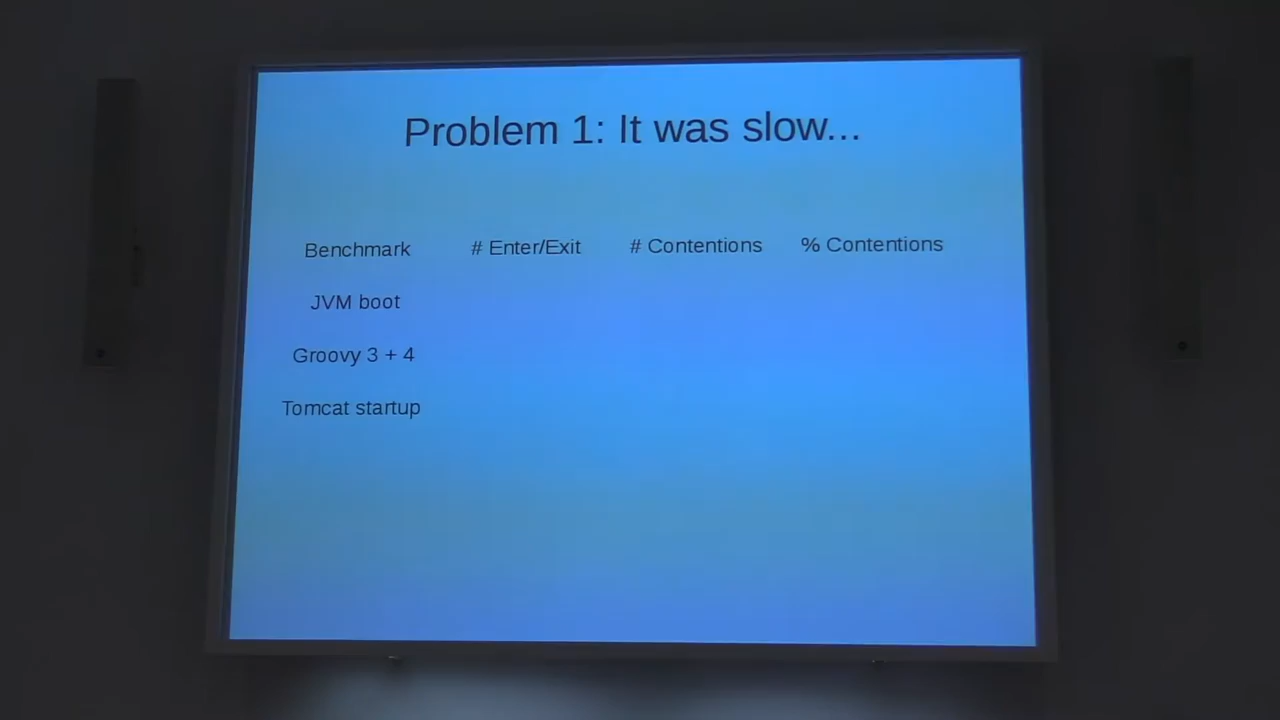 Problem 1: It was slow...
Benchmark # Enter/Exit # Contentions % Contentions
JVM boot
Groovy 3 + 4
Tomcat startup